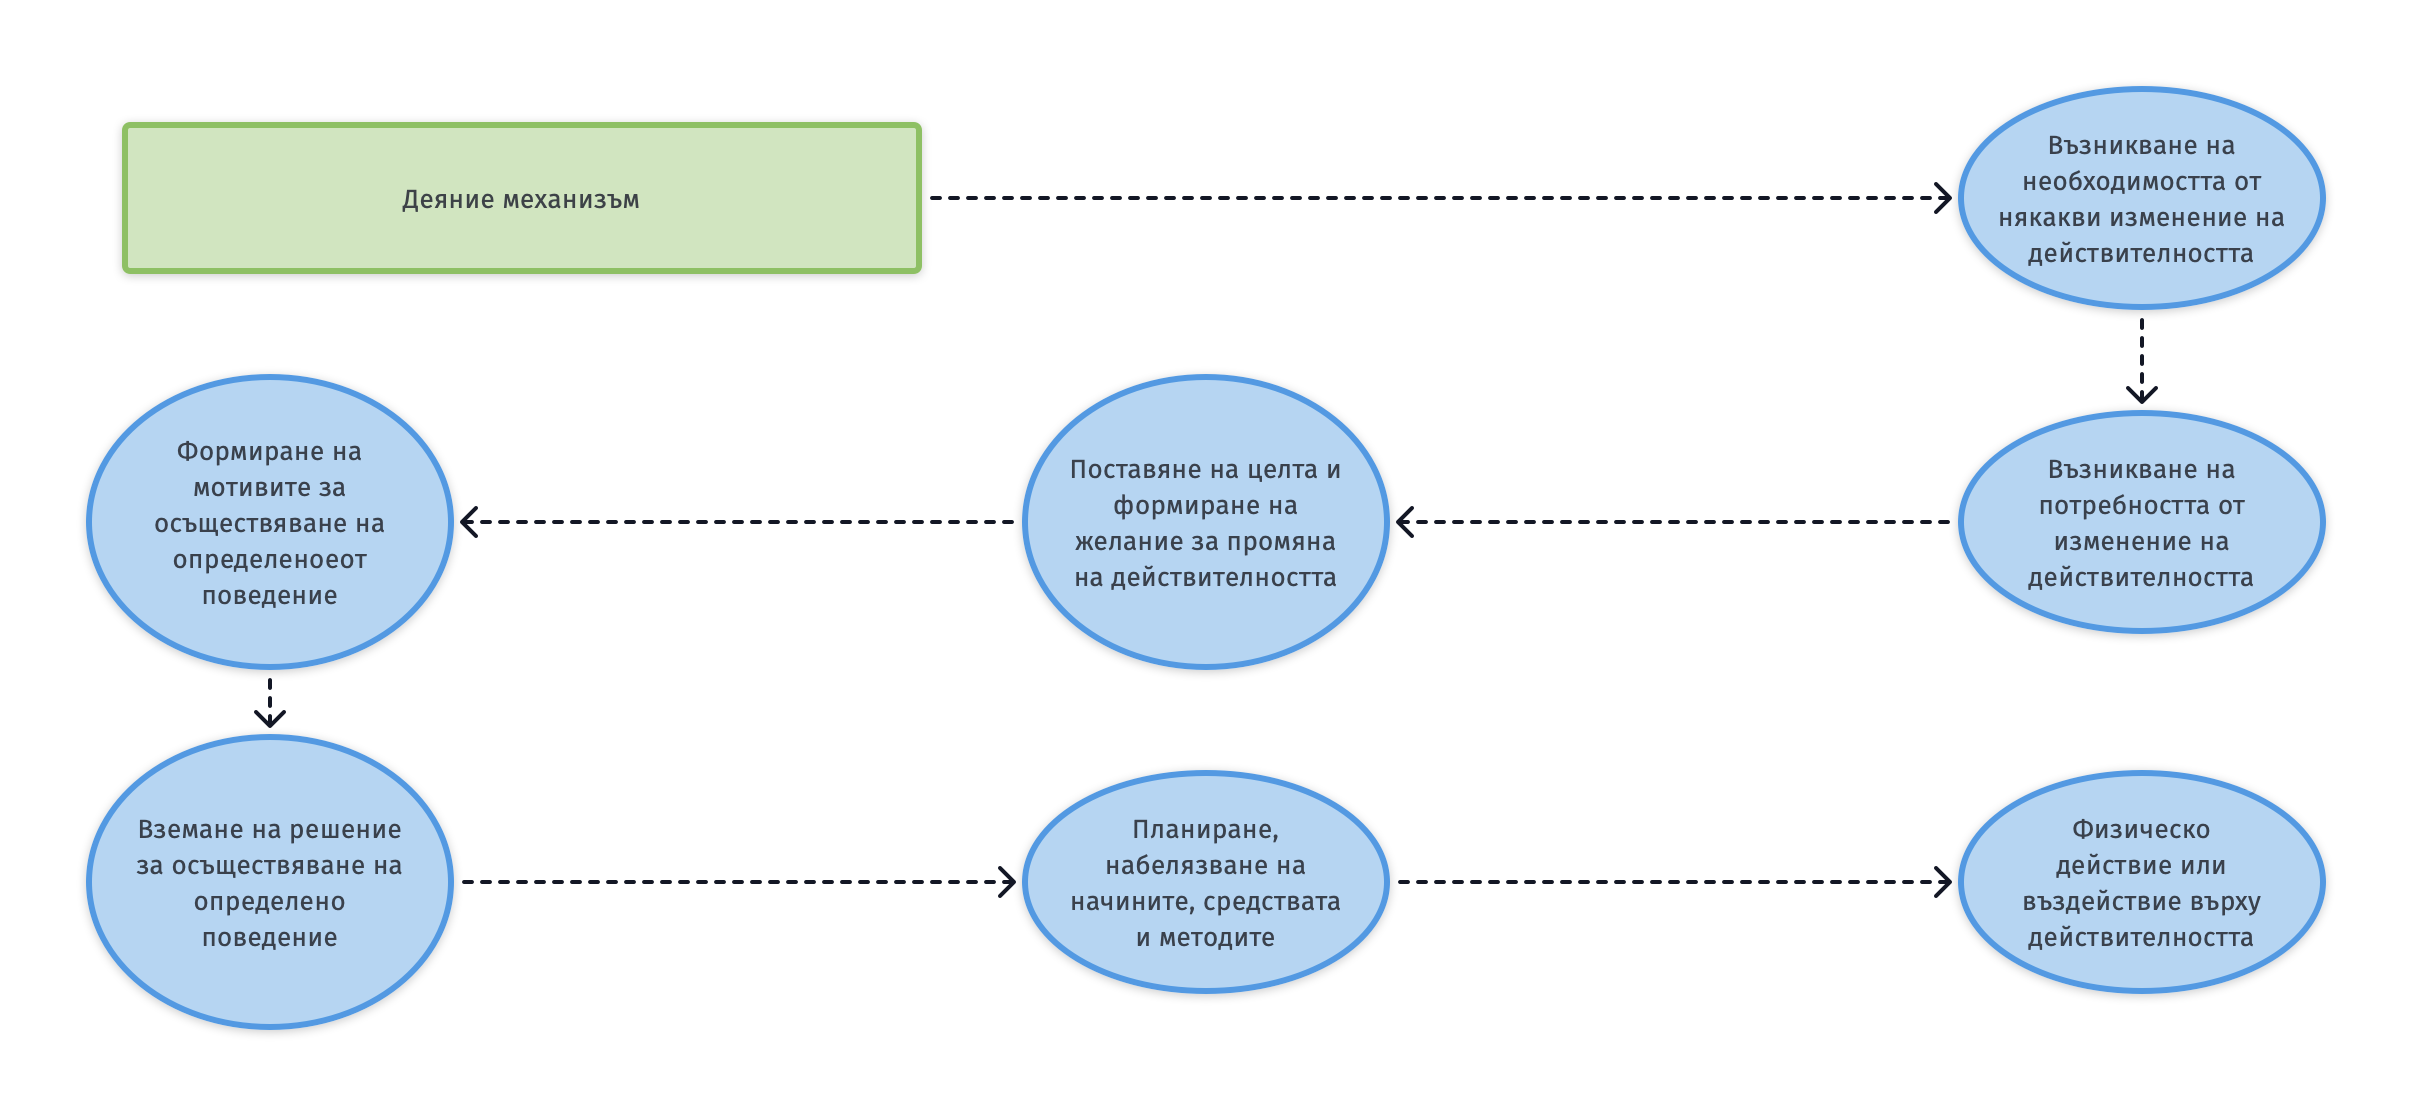 Деяние механизъм
Възникване на
необходимостта от
някакви изменение на
действителността
Възникване на
потребността от
изменение на
действителността
Поставяне на целта и
формиране на
желание за промяна
на действителността
Формиране на
мотивите за
осъществяване на
определеноеот
поведение
Вземане на решение
за осъществяване на
определено
поведение
Планиране,
набелязване на
начините, средствата
и методите
Физическо
действие или
въздействие върху
действителността